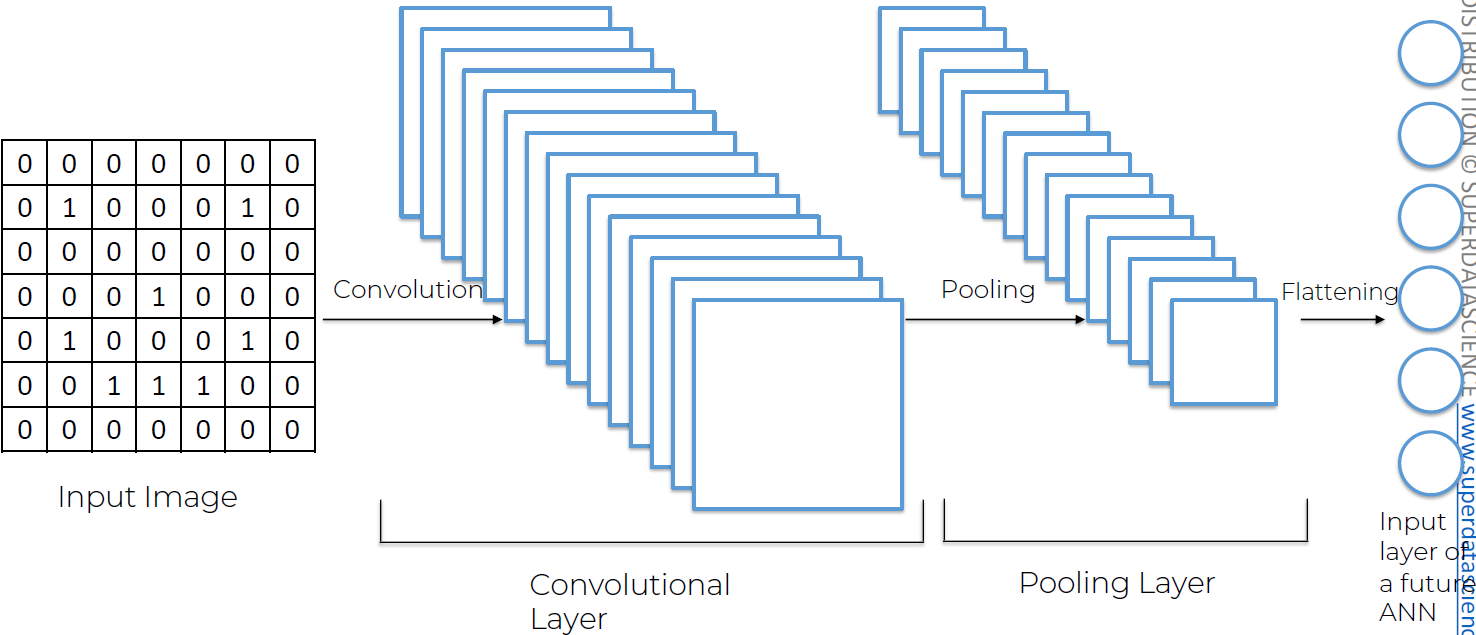 0 0 0 0 0 0 0
0 1 0 0 0 1 0
0 0 0 0 0 0 0
0 0 0 1 0 0 0
0 1 0 0 0 1 0
0 0 1 1 1 0 0
0 0 0 0 0 0 0
Input Image
Convolution
Convolutional
Layer
Pooling
Pooling Layer
Flattening
Input
layer of
a future
ANN
DISTRIBUTION © SUPERDATASCIENCE www.superdatascienc